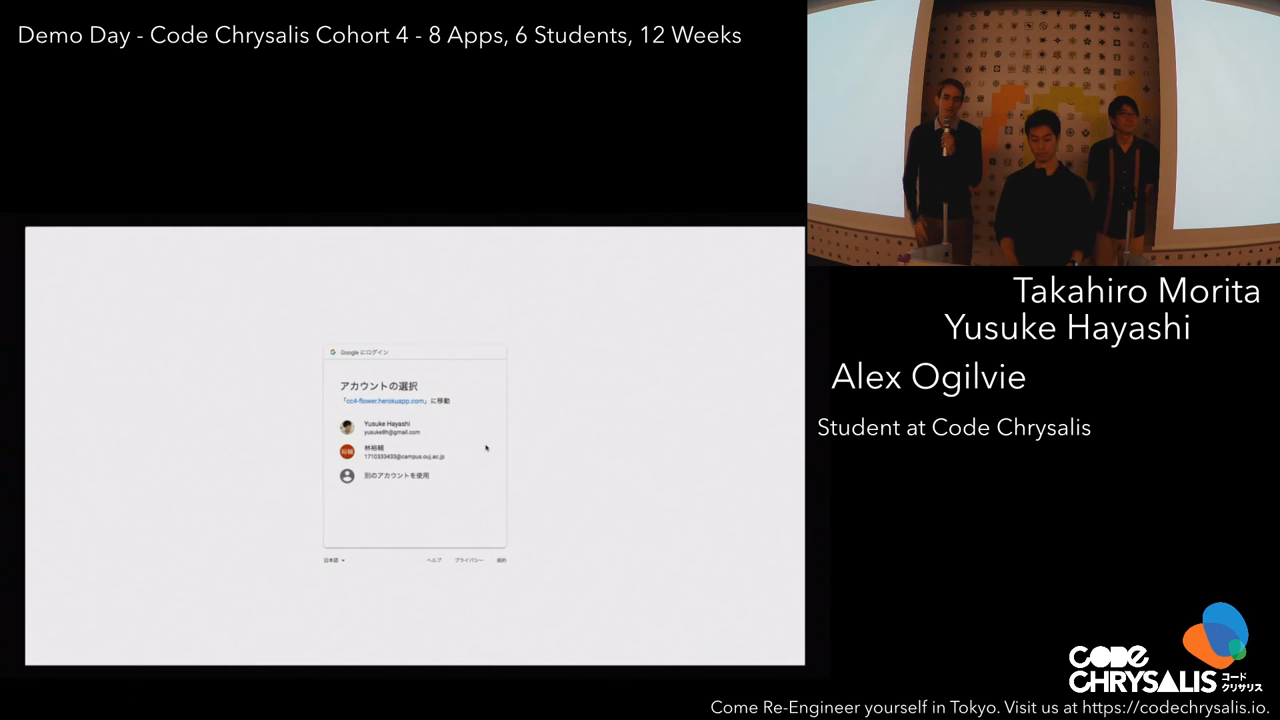 Demo Day - Code Chrysalis Cohort 4 - 8 Apps, 6 Students, 12 Weeks
Google にログイン
アカウントの選択
「cc4-flower.herokuapp.com」に移動
Yusuke Hayashi
yusuke8h@gmail.com
林裕輔
1710333433@campus.ouj.ac.jp
別のアカウントを使用
日本語
ヘルプ
プライバシー
規約
Takahiro Morita
Yusuke Hayashi
Alex Ogilvie
Student at Code Chrysalis
CODE
CHRYSALIS
コード
クリサリス
Come Re-Engineer yourself in Tokyo. Visit us at https://codechrysalis.io.